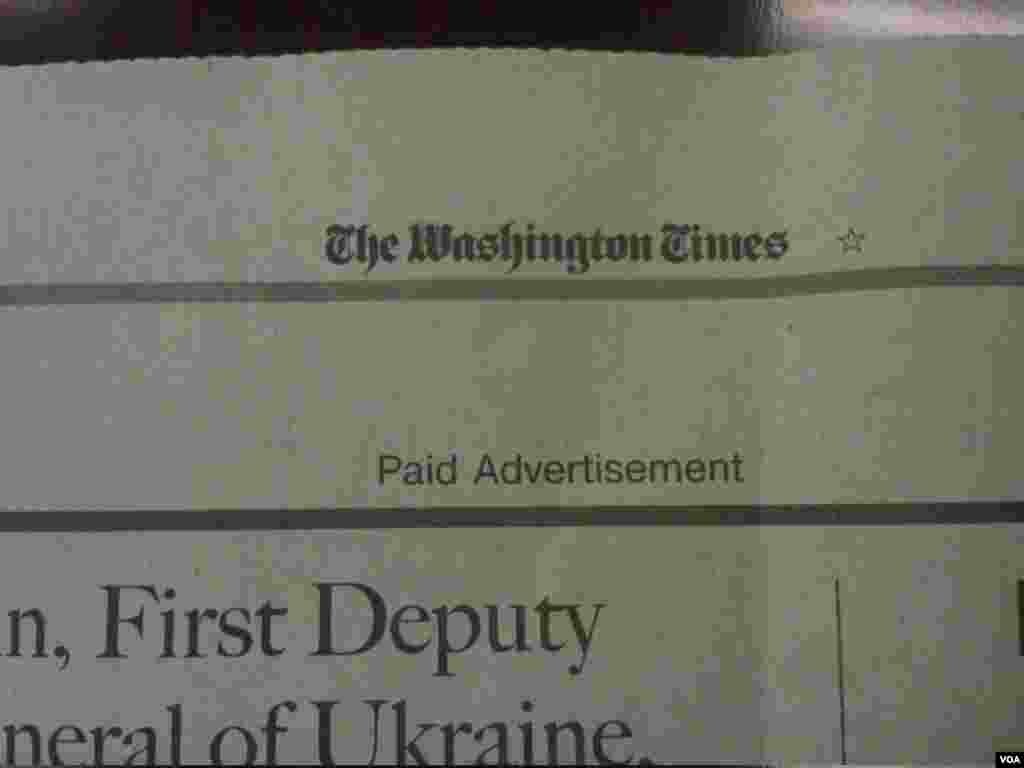 The Washington Times ☆
Paid Advertisement
n, First Deputy
neral of Ukraine,
VOA